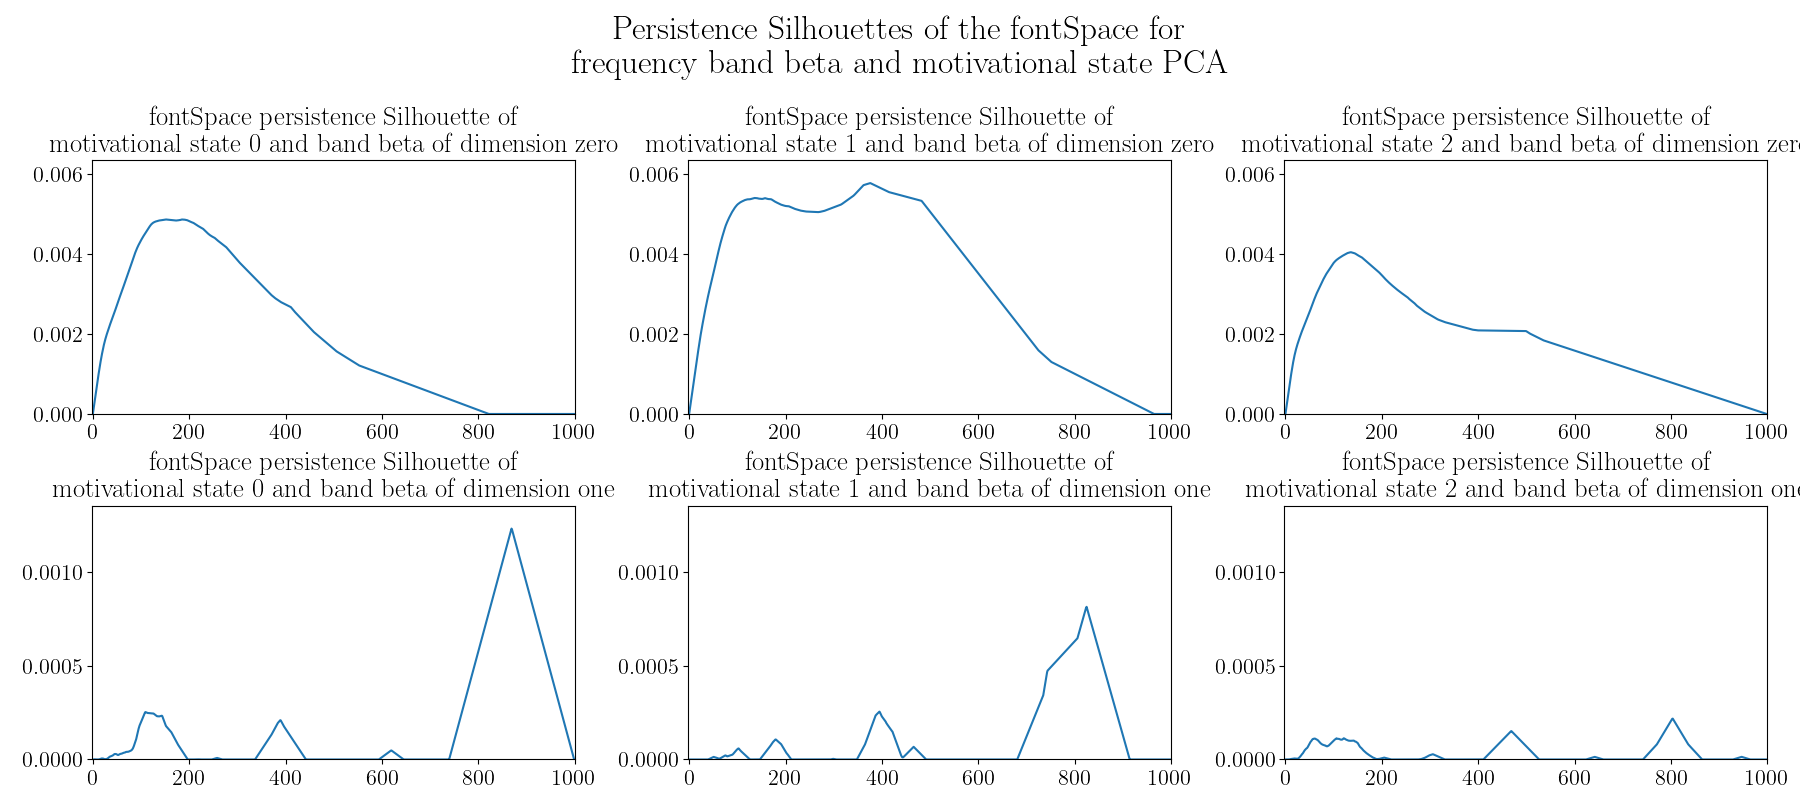 Persistence Silhouettes of the fontSpace for
frequency band beta and motivational state PCA
fontSpace persistence Silhouette of
motivational state 0 and band beta of dimension zero
0.006
0.004
0.002
0.000
0 200 400 600 800 1000
fontSpace persistence Silhouette of
motivational state 1 and band beta of dimension zero
0.006
0.004
0.002
0.000
0 200 400 600 800 1000
fontSpace persistence Silhouette of
motivational state 2 and band beta of dimension zero
0.006
0.004
0.002
0.000
0 200 400 600 800 1000
fontSpace persistence Silhouette of
motivational state 0 and band beta of dimension one
0.0010
0.0005
0.0000
0 200 400 600 800 1000
fontSpace persistence Silhouette of
motivational state 1 and band beta of dimension one
0.0010
0.0005
0.0000
0 200 400 600 800 1000
fontSpace persistence Silhouette of
motivational state 2 and band beta of dimension one
0.0010
0.0005
0.0000
0 200 400 600 800 1000